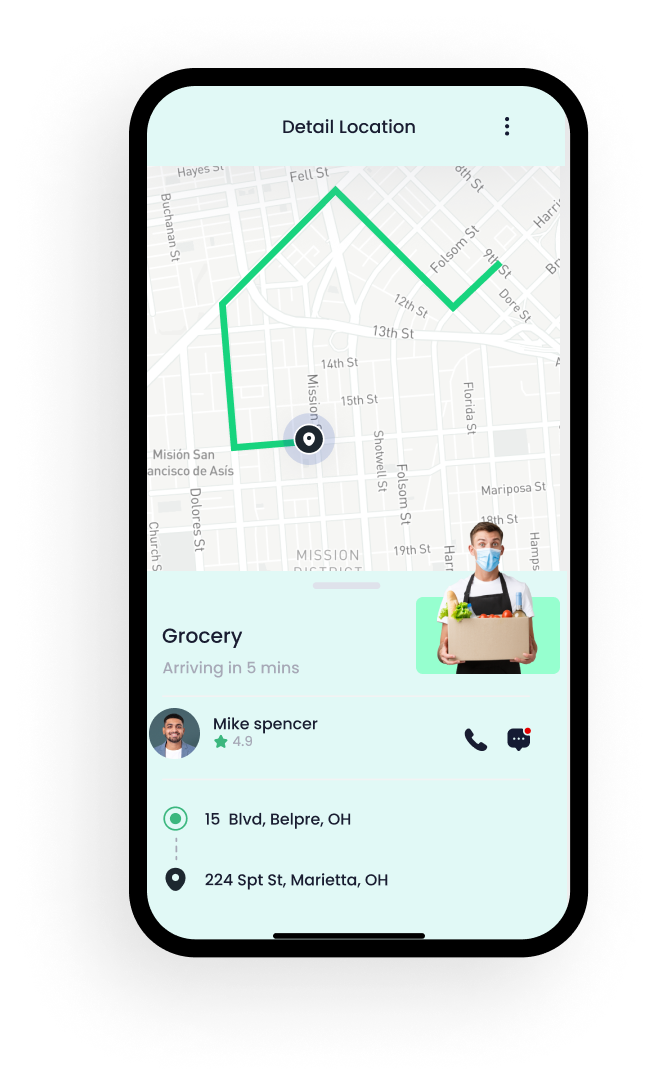 Detail Location
Hayes St
Fell St
8th St
Buchanan St
Folsom St
9th St
Dore St
12th St
13th St
14th St
Mission
15th St
Florida St
Shotwell St
Folsom St
Misión San
ancisco de Asís
Dolores St
Church S
Mariposa St
18th St
19th St
MISSION
DISTRICT
Grocery
Arriving in 5 mins
Mike spencer
4.9
15 Blvd, Belpre, OH
224 Spt St, Marietta, OH